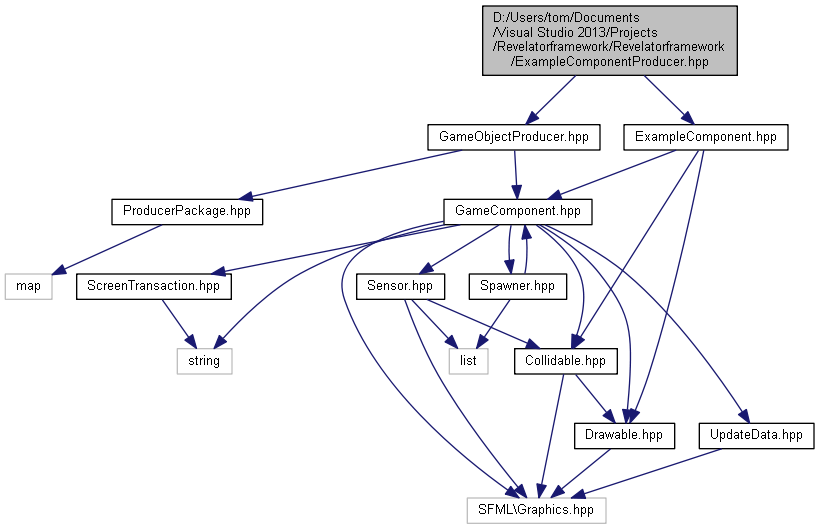 D:/Users/tom/Documents
/Visual Studio 2013/Projects
/Revelatorframework/Revelatorframework
/ExampleComponentProducer.hpp
GameObjectProducer.hpp
ExampleComponent.hpp
ProducerPackage.hpp
GameComponent.hpp
map
ScreenTransaction.hpp
Sensor.hpp
Spawner.hpp
string
list
Collidable.hpp
Drawable.hpp
UpdateData.hpp
SFML\Graphics.hpp